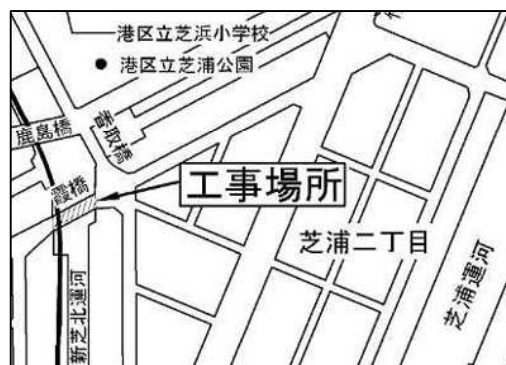 港区立芝浜小学校
港区立芝浦公園
香取橋
鹿島橋
霞橋
工事場所
芝浦二丁目
芝浦運河
新芝北運河